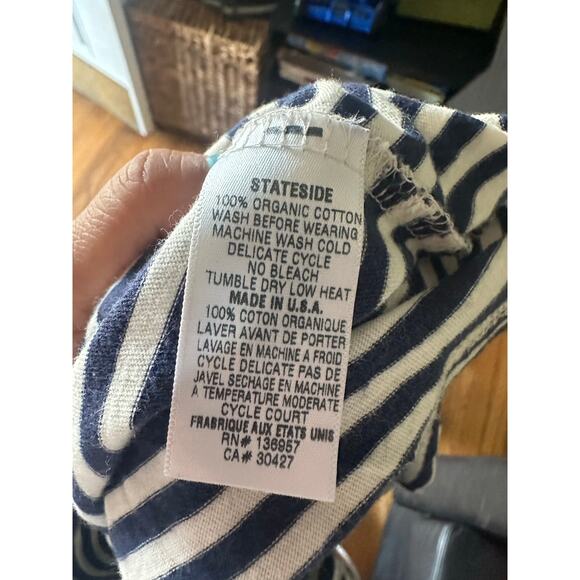 STATESIDE
100% ORGANIC COTTON
WASH BEFORE WEARING
MACHINE WASH COLD
DELICATE CYCLE
NO BLEACH
TUMBLE DRY LOW HEAT
MADE IN U.S.A.
100% COTON ORGANIQUE
LAVER AVANT DE PORTER
LAVAGE EN MACHINE A FROID
CYCLE DELICATE PAS DE
JAVEL SECHAGE EN MACHINE
A TEMPERATURE MODERATE
CYCLE COURT
FRABRIQUE AUX ETATS UNIS
RN# 136957
CA# 30427